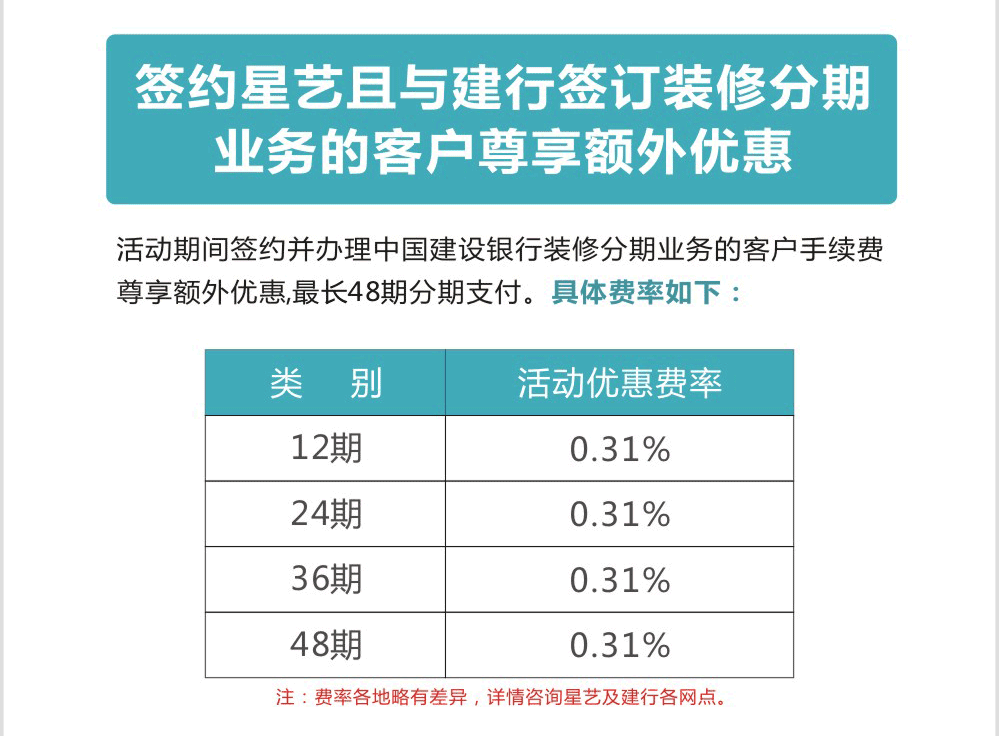 签约星艺且与建行签订装修分期
业务的客户尊享额外优惠
活动期间签约并办理中国建设银行装修分期业务的客户手续费
尊享额外优惠,最长48期分期支付。具体费率如下：
类 别 活动优惠费率
12期 0.31%
24期 0.31%
36期 0.31%
48期 0.31%
注：费率各地略有差异，详情咨询星艺及建行各网点。